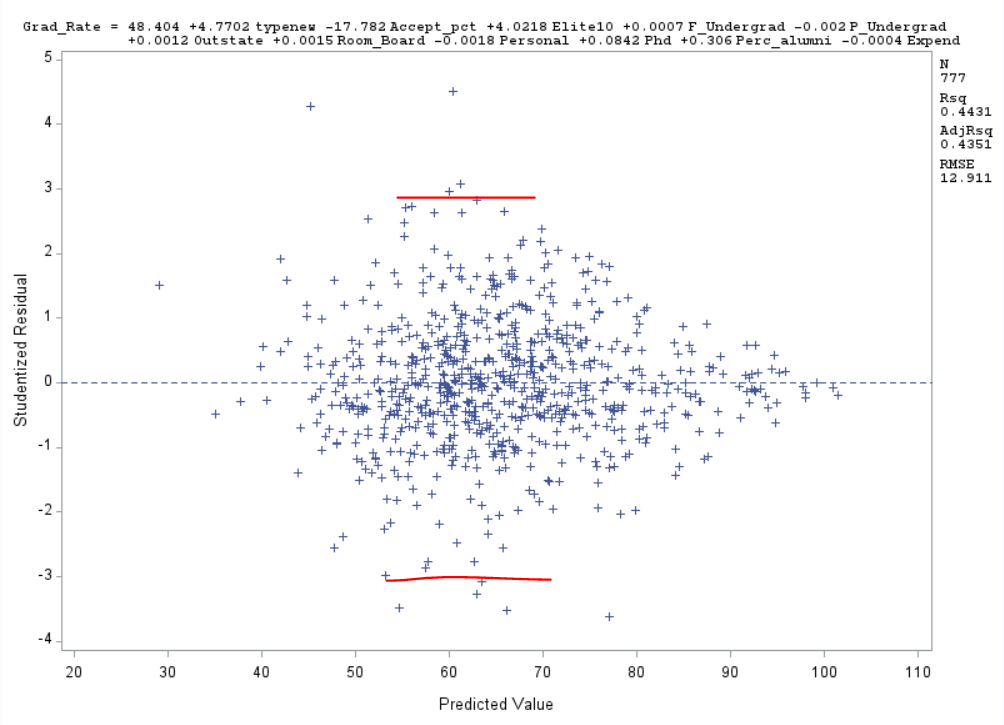 Grad_Rate = 48.404 +4.7702 typenew -17.782 Accept_pct +4.0218 Elite10 +0.0007 F_Undergrad -0.002 P_Undergrad
+0.0012 Outstate +0.0015 Room_Board -0.0018 Personal +0.0842 Phd +0.306 Perc_alumni -0.0004 Expend
N
777
Rsq
0.4431
AdjRsq
0.4351
RMSE
12.911
5
4
3
2
1
0
-1
-2
-3
-4
Studentized Residual
20 30 40 50 60 70 80 90 100 110
Predicted Value